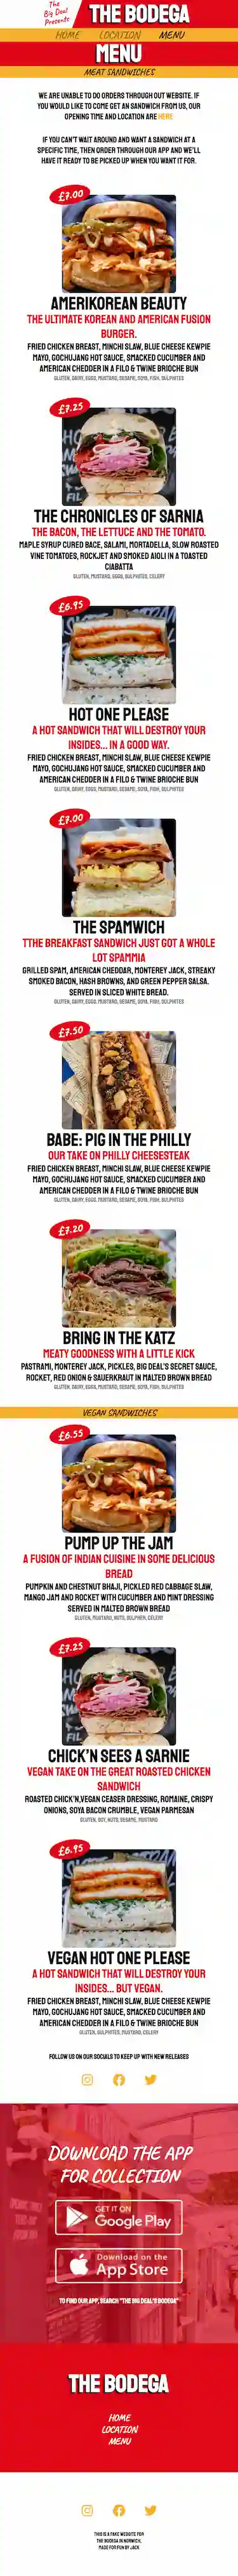 The
Big Deal
Presents
THE BODEGA
HOME LOCATION MENU
MENU
MEAT SANDWICHES
WE ARE UNABLE TO DO ORDERS THROUGH OUT WEBSITE. IF
YOU WOULD LIKE TO COME GET AN SANDWICH FROM US, OUR
OPENING TIME AND LOCATION ARE HERE
IF YOU CAN'T WAIT AROUND AND WANT A SANDWICH AT A
SPECIFIC TIME, THEN ORDER THROUGH OUR APP AND WE'LL
HAVE IT READY TO BE PICKED UP WHEN YOU WANT IT FOR.
£7.00
AMERIKOREAN BEAUTY
THE ULTIMATE KOREAN AND AMERICAN FUSION
BURGER.
FRIED CHICKEN BREAST, MINCHI SLAW, BLUE CHEESE KEWPIE
MAYO, GOCHUJANG HOT SAUCE, SMACKED CUCUMBER AND
AMERICAN CHEDDER IN A FILO & TWINE BRIOCHE BUN
GLUTEN, DAIRY, EGGS, MUSTARD, SESAME, SOYA, FISH, SULPHITES
£7.25
THE CHRONICLES OF SARNIA
THE BACON, THE LETTUCE AND THE TOMATO.
MAPLE SYRUP CURED BACE, SALAMI, MORTADELLA, SLOW ROASTED
VINE TOMATOES, ROCKJET AND SMOKED AIOLI IN A TOASTED
CIABATTA
GLUTEN, MUSTARD, EGGS, SULPHITES, CELERY
£6.95
HOT ONE PLEASE
A HOT SANDWICH THAT WILL DESTROY YOUR
INSIDES... IN A GOOD WAY.
FRIED CHICKEN BREAST, MINCHI SLAW, BLUE CHEESE KEWPIE
MAYO, GOCHUJANG HOT SAUCE, SMACKED CUCUMBER AND
AMERICAN CHEDDER IN A FILO & TWINE BRIOCHE BUN
GLUTEN, DAIRY, EGGS, MUSTARD, SESAME, SOYA, FISH, SULPHITES
£7.00
THE SPAMWICH
TTHE BREAKFAST SANDWICH JUST GOT A WHOLE
LOT SPAMMIA
GRILLED SPAM, AMERICAN CHEDDAR, MONTEREY JACK, STREAKY
SMOKED BACON, HASH BROWNS, AND GREEN PEPPER SALSA.
SERVED IN SLICED WHITE BREAD.
GLUTEN, DAIRY, EGGS, MUSTARD, SESAME, SOYA, FISH, SULPHITES
£7.50
BABE: PIG IN THE PHILLY
OUR TAKE ON PHILLY CHEESESTEAK
FRIED CHICKEN BREAST, MINCHI SLAW, BLUE CHEESE KEWPIE
MAYO, GOCHUJANG HOT SAUCE, SMACKED CUCUMBER AND
AMERICAN CHEDDER IN A FILO & TWINE BRIOCHE BUN
GLUTEN, DAIRY, EGGS, MUSTARD, SESAME, SOYA, FISH, SULPHITES
£7.20
BRING IN THE KATZ
MEATY GOODNESS WITH A LITTLE KICK
PASTRAMI, MONTEREY JACK, PICKLES, BIG DEAL'S SECRET SAUCE,
ROCKET, RED ONION & SAUERKRAUT IN MALTED BROWN BREAD
GLUTEN, DAIRY, EGGS, MUSTARD, SESAME, SOYA, FISH, SULPHITES
VEGAN SANDWICHES
£6.55
PUMP UP THE JAM
A FUSION OF INDIAN CUISINE IN SOME DELICIOUS
BREAD
PUMPKIN AND CHESTNUT BHAJI, PICKLED RED CABBAGE SLAW,
MANGO JAM AND ROCKET WITH CUCUMBER AND MINT DRESSING
SERVED IN MALTED BROWN BREAD
GLUTEN, MUSTARD, NUTS, SULPHER, CELERY
£7.25
CHICK'N SEES A SARNIE
VEGAN TAKE ON THE GREAT ROASTED CHICKEN
SANDWICH
ROASTED CHICK'N,VEGAN CEASER DRESSING, ROMAINE, CRISPY
ONIONS, SOYA BACON CRUMBLE, VEGAN PARMESAN
GLUTEN, SOY, NUTS, SESAME, MUSTARD
£6.95
VEGAN HOT ONE PLEASE
A HOT SANDWICH THAT WILL DESTROY YOUR
INSIDES... BUT VEGAN.
FRIED CHICKEN BREAST, MINCHI SLAW, BLUE CHEESE KEWPIE
MAYO, GOCHUJANG HOT SAUCE, SMACKED CUCUMBER AND
AMERICAN CHEDDER IN A FILO & TWINE BRIOCHE BUN
GLUTEN, SULPHITES, MUSTARD, CELERY
FOLLOW US ON OUR SOCIALS TO KEEP UP WITH NEW RELEASES
DOWNLOAD THE APP
FOR COLLECTION
GET IT ON
Google Play
Download on the
App Store
TO FIND OUR APP, SEARCH "THE BIG DEAL'S BODEGA"
THE BODEGA
HOME
LOCATION
MENU
THIS IS A FAKE WEBSITE FOR
THE BODEGA IN NORWICH,
MADE FOR FUN BY JACK